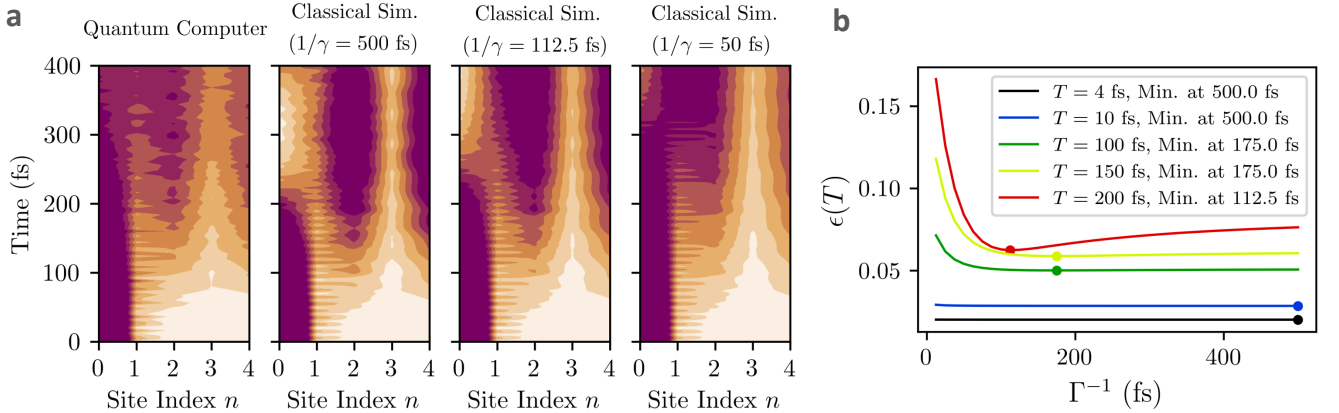 a
Quantum Computer
Classical Sim.
(1/γ = 500 fs)
Classical Sim.
(1/γ = 112.5 fs)
Classical Sim.
(1/γ = 50 fs)
Time (fs)
400
300
200
100
0
0 1 2 3 4
0 1 2 3 4
0 1 2 3 4
0 1 2 3 4
Site Index n
Site Index n
Site Index n
Site Index n
b
ϵ(T)
0.15
0.10
0.05
T = 4 fs, Min. at 500.0 fs
T = 10 fs, Min. at 500.0 fs
T = 100 fs, Min. at 175.0 fs
T = 150 fs, Min. at 175.0 fs
T = 200 fs, Min. at 112.5 fs
0 200 400
Γ⁻¹ (fs)